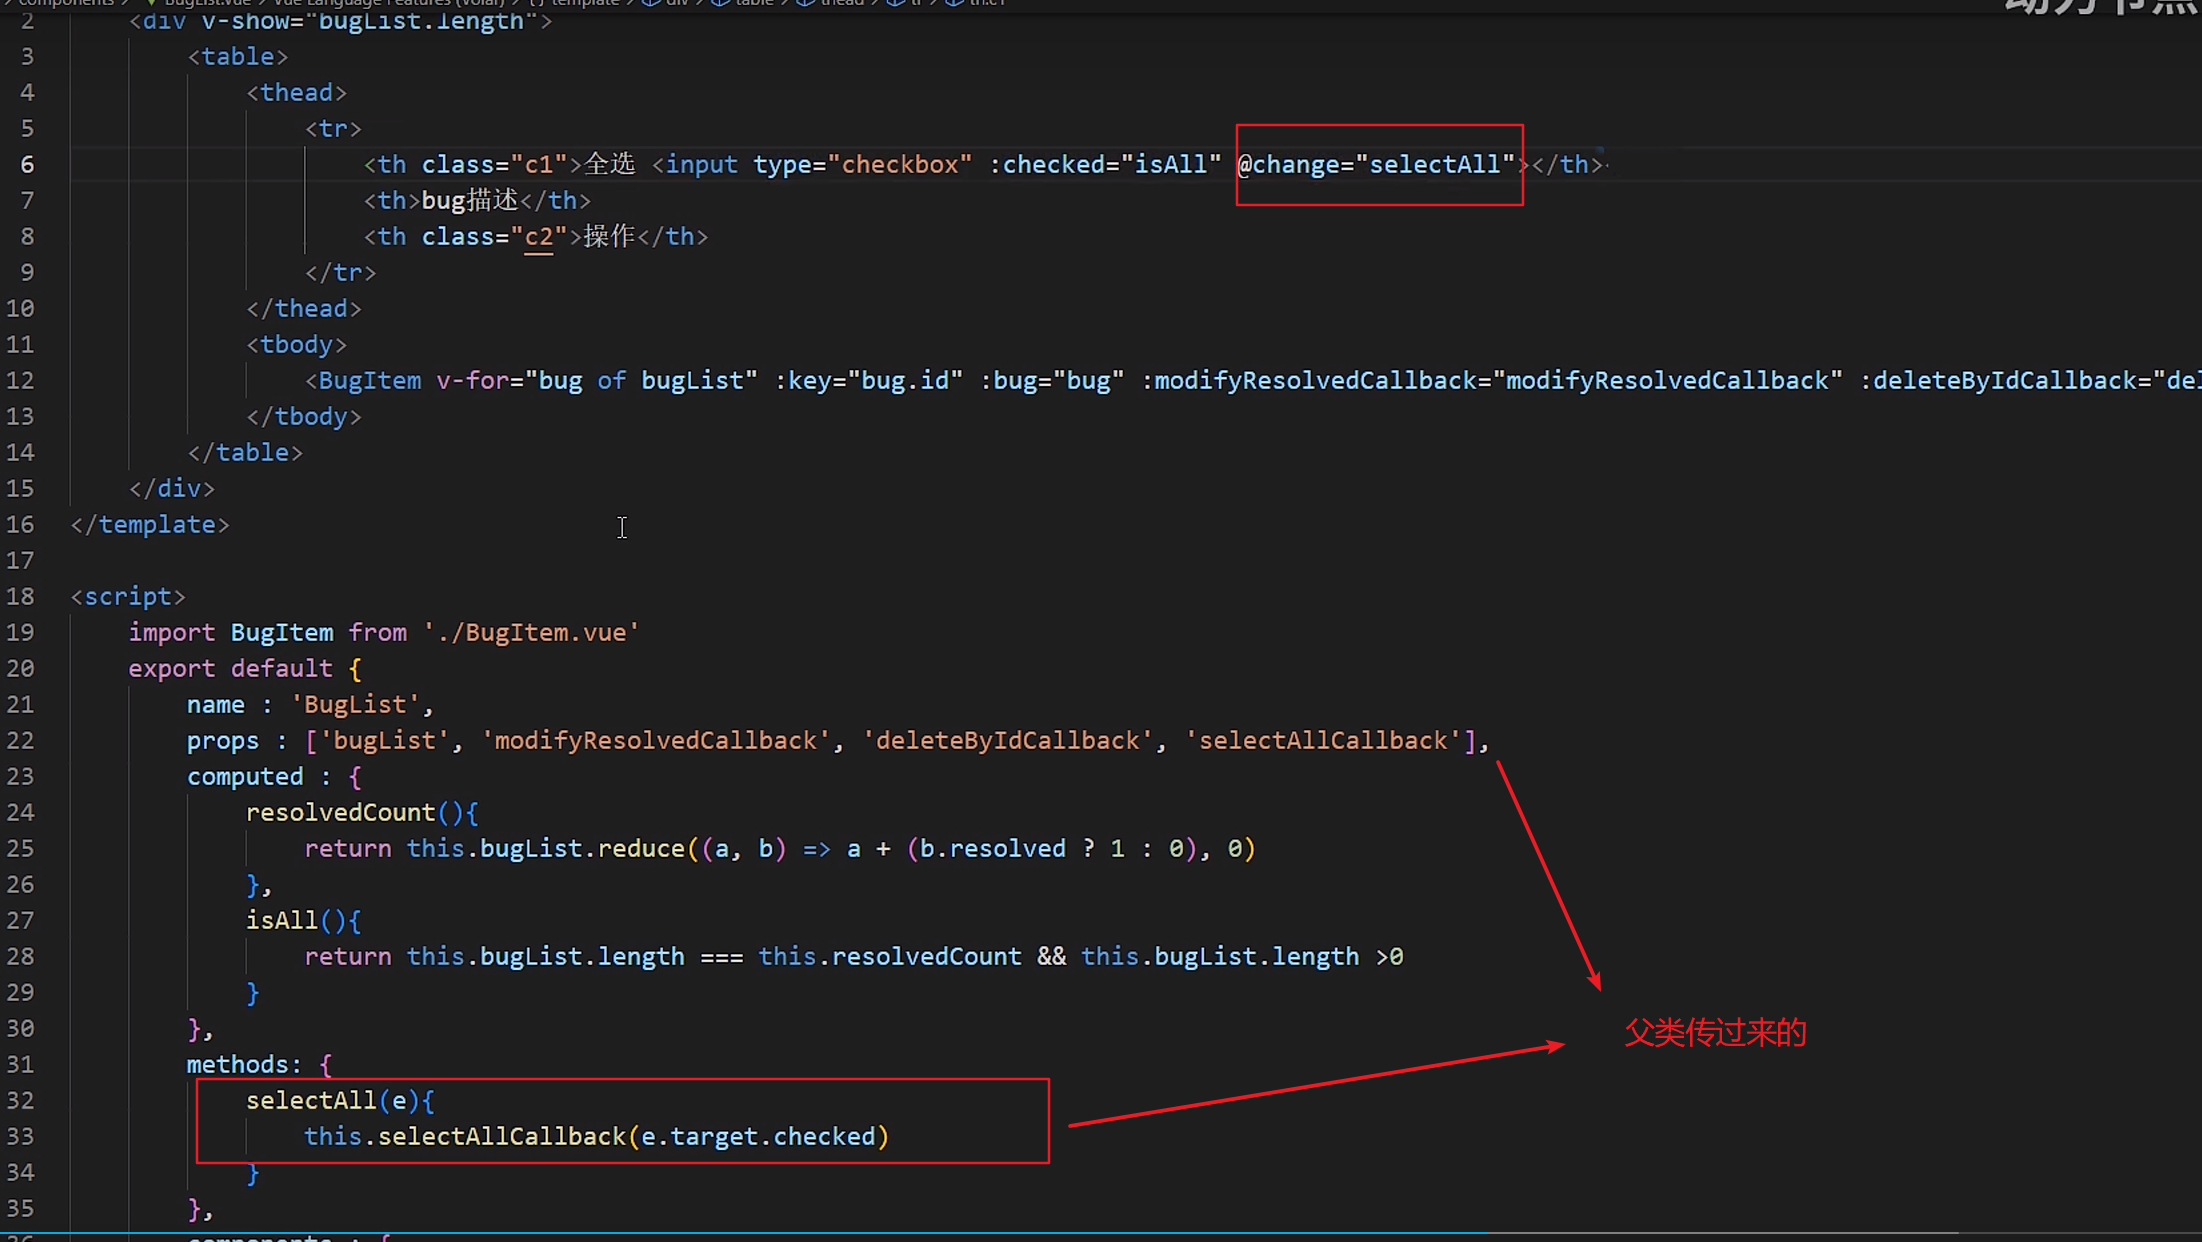 components > BugList.vue > Vue Language Features (Volar) > {} template > div > table > thead > tr > th.c1
动力节点
2 <div v-show="bugList.length">
3 <table>
4 <thead>
5 <tr>
6 <th class="c1">全选 <input type="checkbox" :checked="isAll" @change="selectAll"></th>
7 <th>bug描述</th>
8 <th class="c2">操作</th>
9 </tr>
10 </thead>
11 <tbody>
12 <BugItem v-for="bug of bugList" :key="bug.id" :bug="bug" :modifyResolvedCallback="modifyResolvedCallback" :deleteByIdCallback="del
13 </tbody>
14 </table>
15 </div>
16 </template>
17
18 <script>
19 import BugItem from './BugItem.vue'
20 export default {
21 name : 'BugList',
22 props : ['bugList', 'modifyResolvedCallback', 'deleteByIdCallback', 'selectAllCallback'],
23 computed : {
24 resolvedCount(){
25 return this.bugList.reduce((a, b) => a + (b.resolved ? 1 : 0), 0)
26 },
27 isAll(){
28 return this.bugList.length === this.resolvedCount && this.bugList.length >0
29 }
父类传过来的
30 },
31 methods: {
32 selectAll(e){
33 this.selectAllCallback(e.target.checked)
34 }
35 },
36 components : {